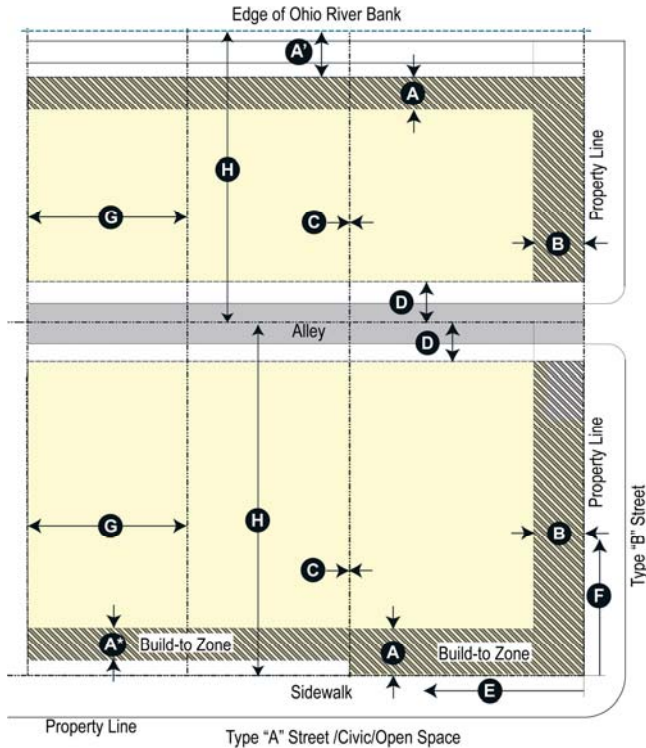 Edge of Ohio River Bank
A'
A
H
Property Line
G
C
B
D
Alley
D
Property Line
H
G
B
Type "B" Street
C
F
A* Build-to Zone
A Build-to Zone
Sidewalk
E
Property Line
Type "A" Street /Civic/Open Space